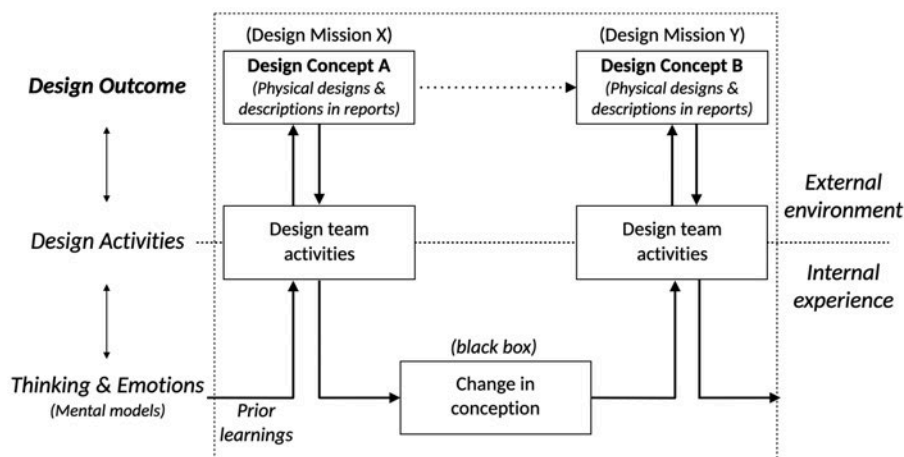 (Design Mission X)
(Design Mission Y)
Design Concept A
(Physical designs &
descriptions in reports)
Design Concept B
(Physical designs &
descriptions in reports)
Design Outcome
External
environment
Design Activities
Design team
activities
Design team
activities
Internal
experience
(black box)
Thinking & Emotions
(Mental models)
Prior
learnings
Change in
conception